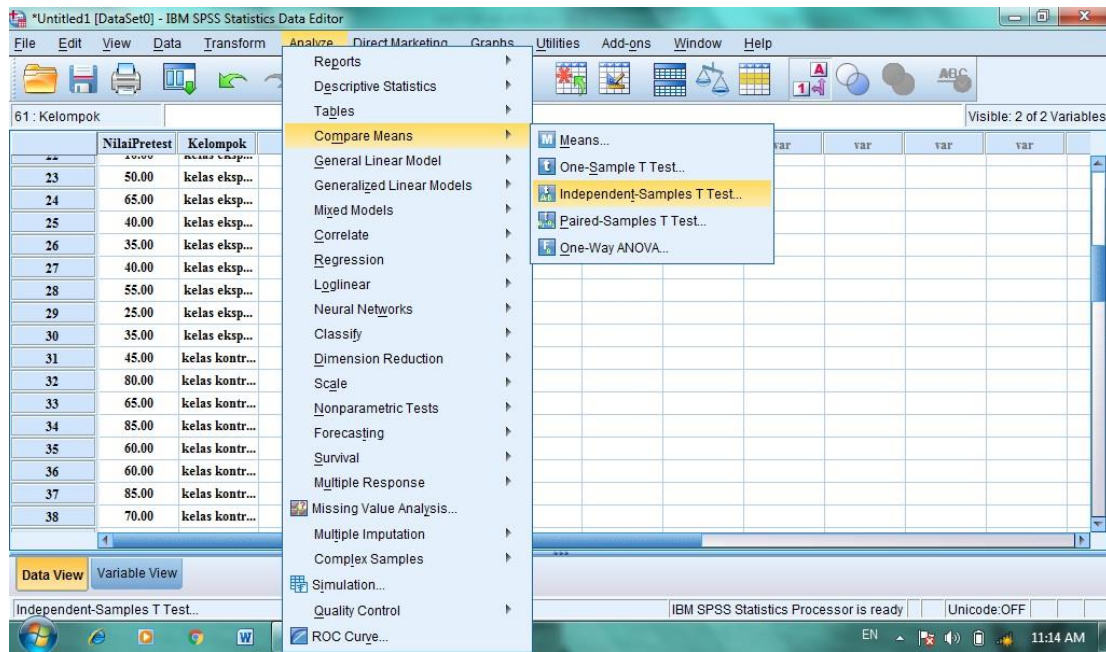 *Untitled1 [DataSet0] - IBM SPSS Statistics Data Editor
File Edit View Data Transform Analyze Direct Marketing Graphs Utilities Add-ons Window Help
61 : Kelompok
Visible: 2 of 2 Variables
NilaiPretest Kelompok var var var var
23 50.00 kelas eksp...
24 65.00 kelas eksp...
25 40.00 kelas eksp...
26 35.00 kelas eksp...
27 40.00 kelas eksp...
28 55.00 kelas eksp...
29 25.00 kelas eksp...
30 35.00 kelas eksp...
31 45.00 kelas kontr...
32 80.00 kelas kontr...
33 65.00 kelas kontr...
34 85.00 kelas kontr...
35 60.00 kelas kontr...
36 60.00 kelas kontr...
37 85.00 kelas kontr...
38 70.00 kelas kontr...
Reports
Descriptive Statistics
Tables
Compare Means
General Linear Model
Generalized Linear Models
Mixed Models
Correlate
Regression
Loglinear
Neural Networks
Classify
Dimension Reduction
Scale
Nonparametric Tests
Forecasting
Survival
Multiple Response
Missing Value Analysis...
Multiple Imputation
Complex Samples
Simulation...
Quality Control
ROC Curve...
Means...
One-Sample T Test...
Independent-Samples T Test...
Paired-Samples T Test...
One-Way ANOVA...
Data View Variable View
Independent-Samples T Test...
IBM SPSS Statistics Processor is ready
Unicode:OFF
EN
11:14 AM